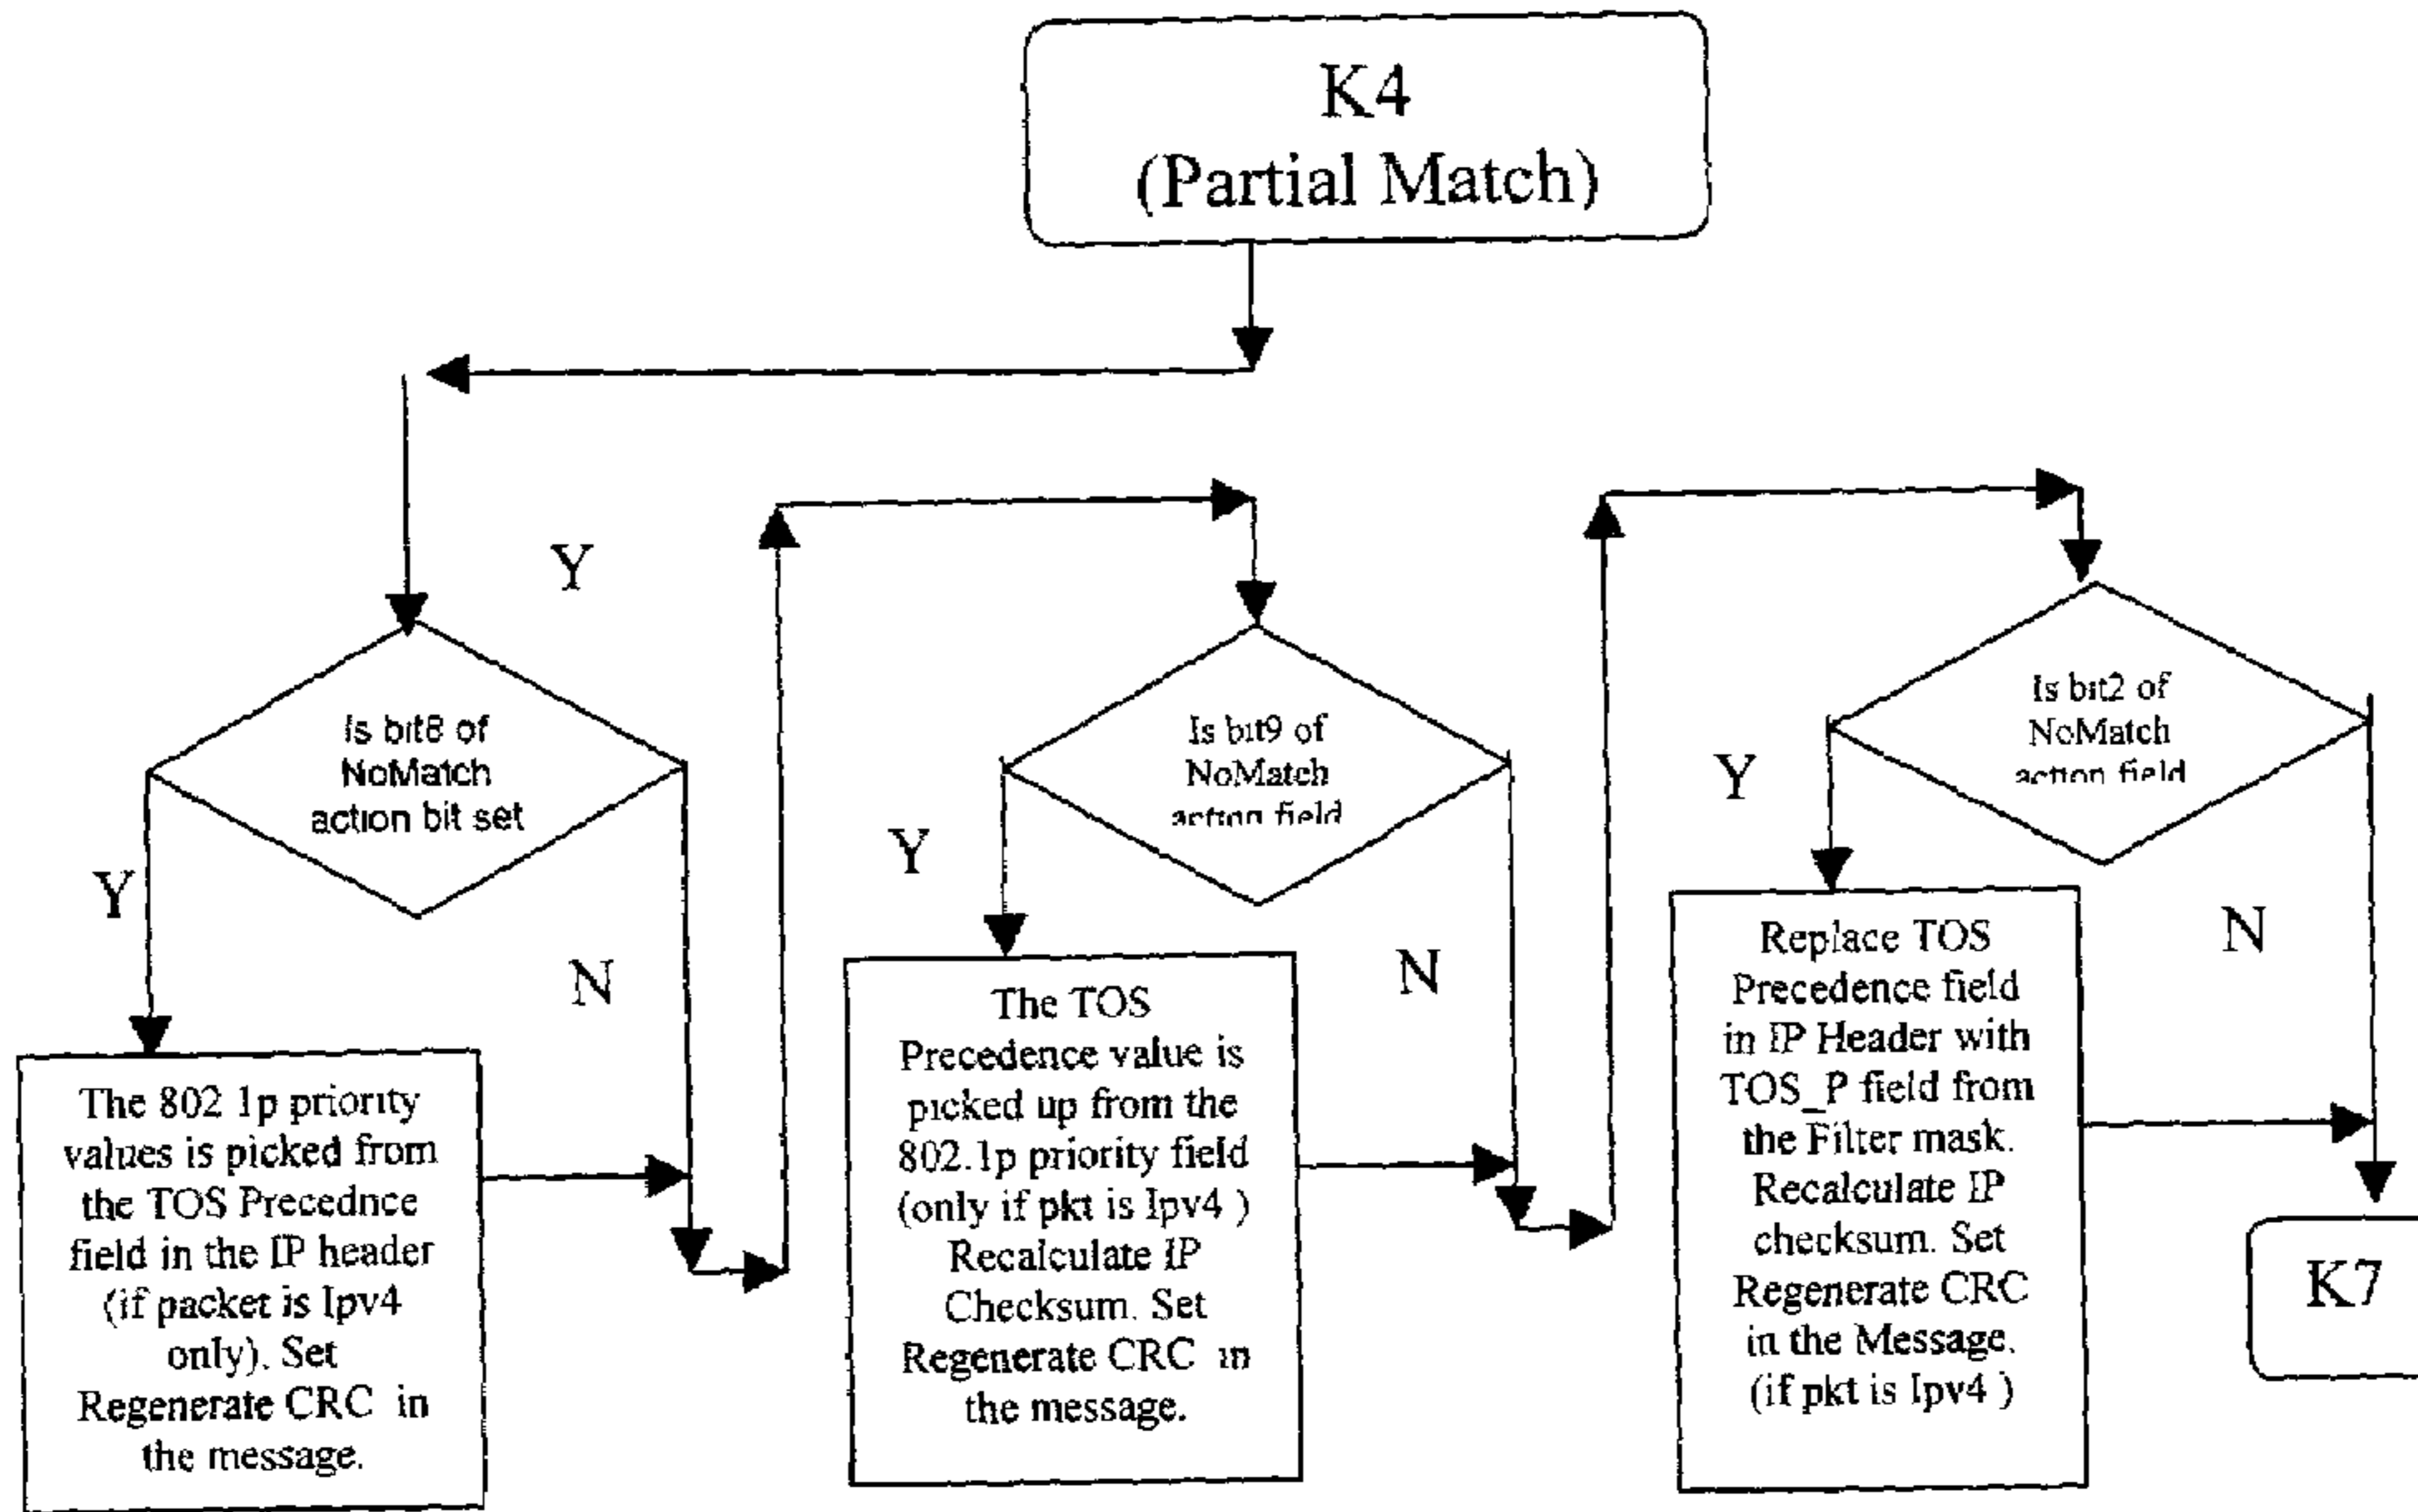 K4
(Partial Match)
Y
Is bit8 of
NoMatch
action bit set
Y
N
The 802 1p priority
values is picked from
the TOS Precednce
field in the IP header
(if packet is Ipv4
only). Set
Regenerate CRC in
the message.
Is bit9 of
NoMatch
action field
Y
N
The TOS
Precedence value is
picked up from the
802.1p priority field
(only if pkt is Ipv4 )
Recalculate IP
Checksum. Set
Regenerate CRC in
the message.
Is bit2 of
NoMatch
action field
Y
N
Replace TOS
Precedence field
in IP Header with
TOS_P field from
the Filter mask.
Recalculate IP
checksum. Set
Regenerate CRC
in the Message.
(if pkt is Ipv4 )
K7